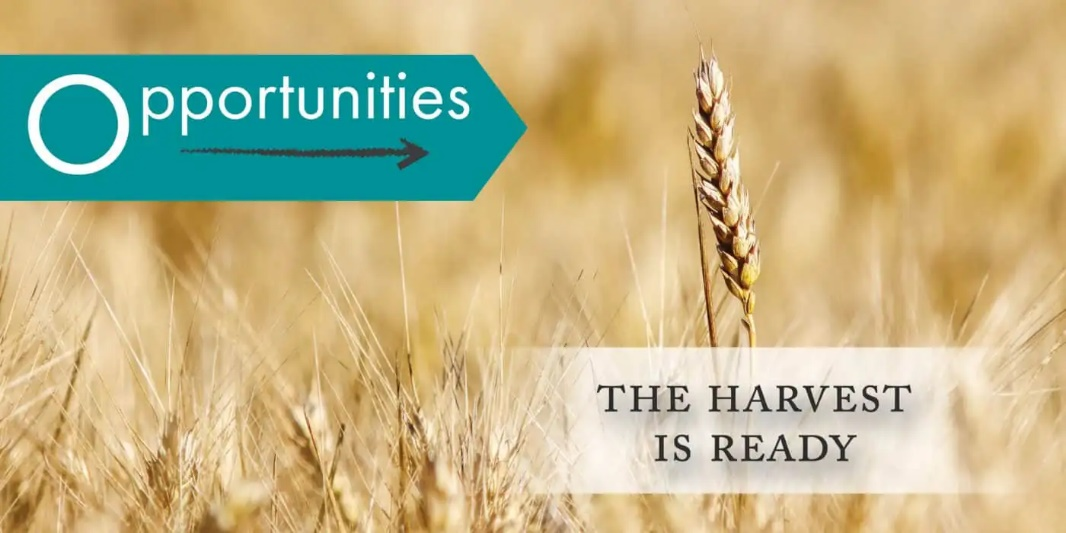 Opportunities
THE HARVEST
IS READY